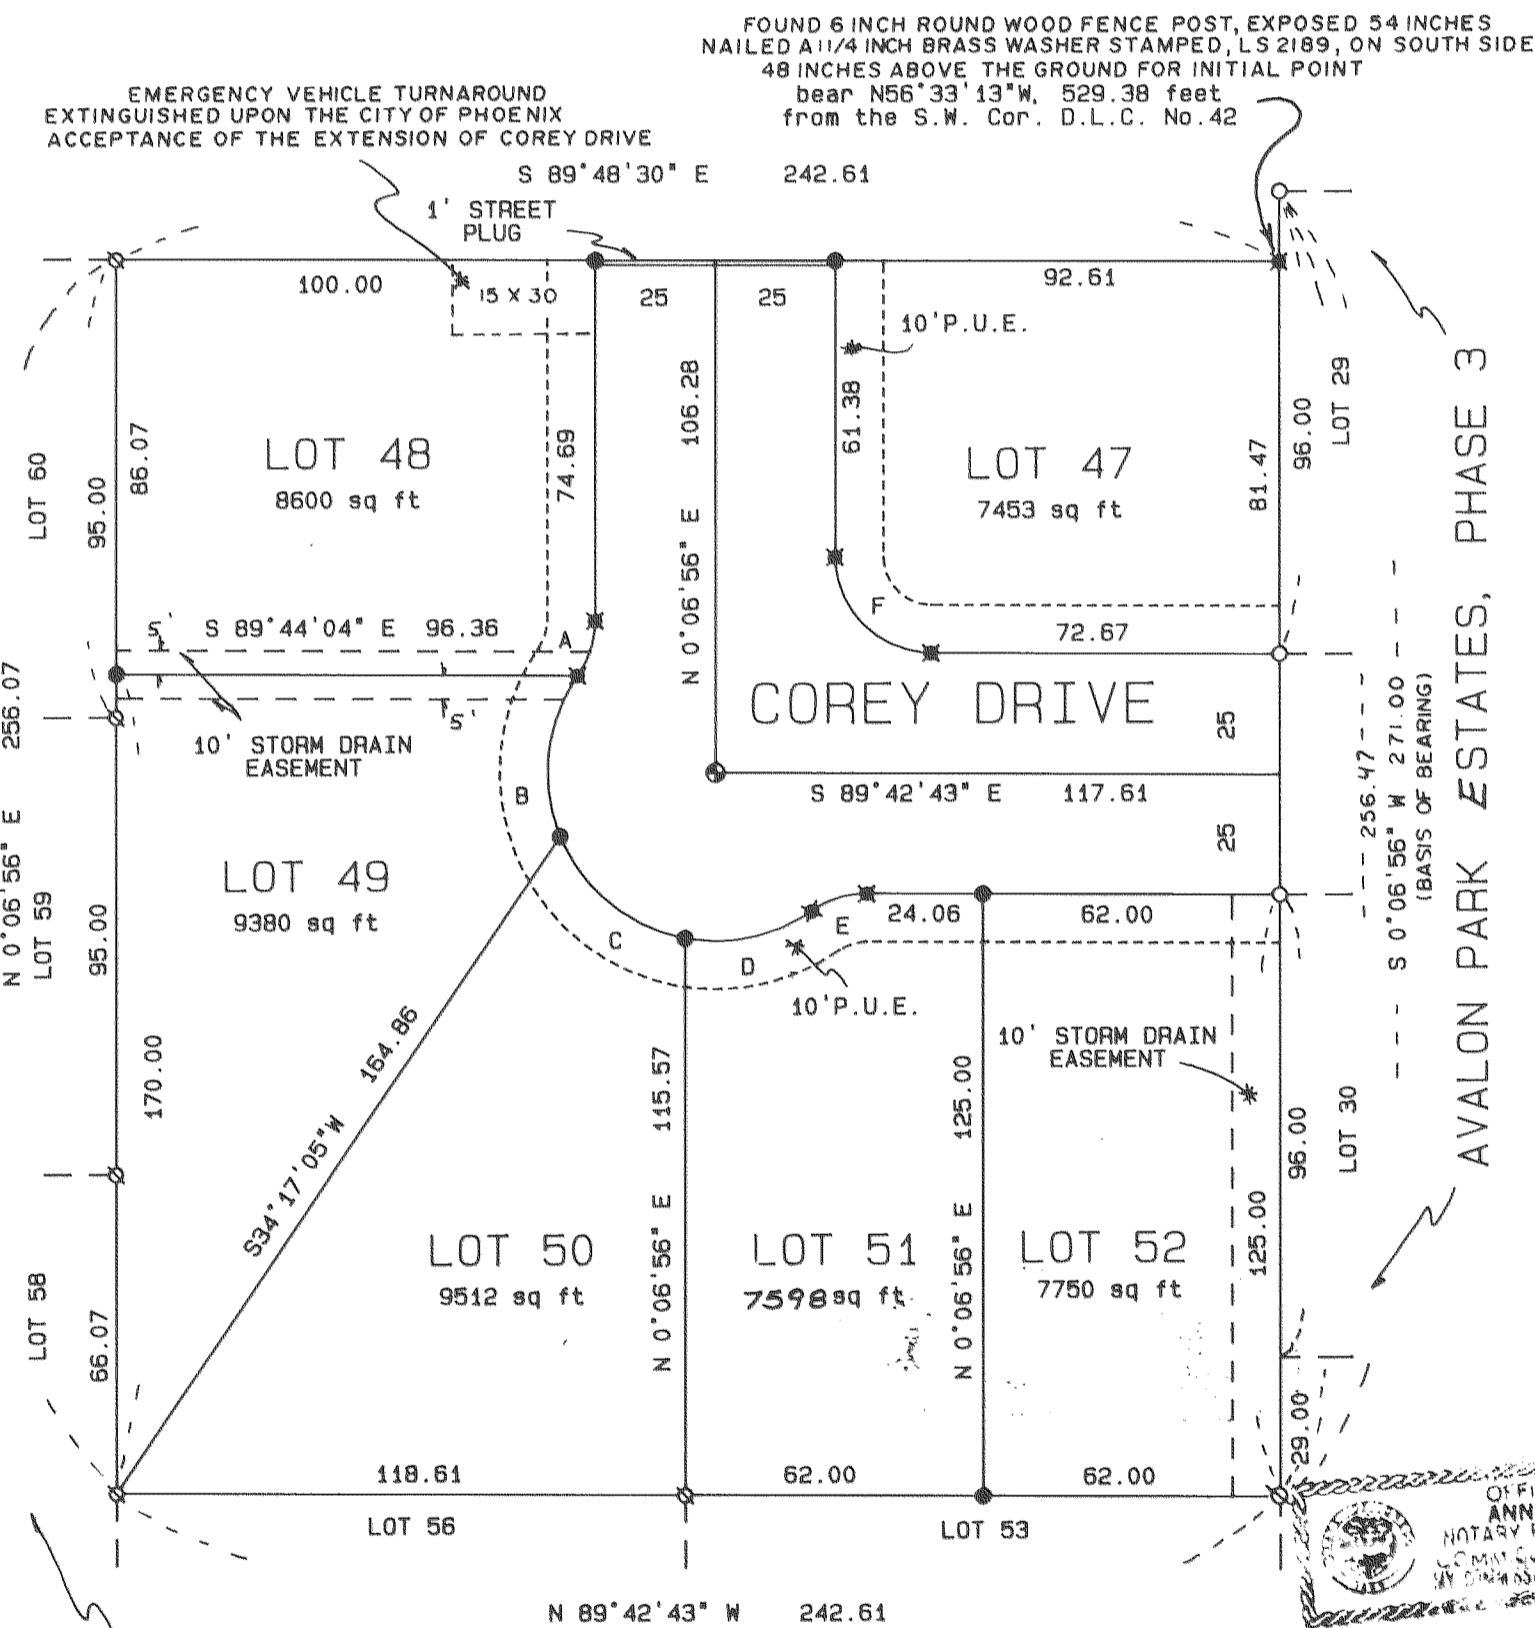 FOUND 6 INCH ROUND WOOD FENCE POST, EXPOSED 54 INCHES
NAILED A 1 1/4 INCH BRASS WASHER STAMPED, LS 2189, ON SOUTH SIDE
48 INCHES ABOVE THE GROUND FOR INITIAL POINT
bear N56°33'13"W, 529.38 feet
from the S.W. Cor. D.L.C. No.42
EMERGENCY VEHICLE TURNAROUND
EXTINGUISHED UPON THE CITY OF PHOENIX
ACCEPTANCE OF THE EXTENSION OF COREY DRIVE
S 89°48'30" E 242.61
1' STREET
PLUG
100.00
15 X 30
25
25
92.61
10'P.U.E.
106.28
N 0°06'56" E
61.38
74.69
86.07
95.00
LOT 60
LOT 48
8600 sq ft
LOT 47
7453 sq ft
81.47
96.00
LOT 29
AVALON PARK ESTATES, PHASE 3
F
72.67
5'
S 89°44'04" E 96.36
A
5'
10' STORM DRAIN
EASEMENT
COREY DRIVE
25
S 89°42'43" E 117.61
25
256.47
S 0°06'56" W 271.00
(BASIS OF BEARING)
N 0°06'56" E 256.07
LOT 59
95.00
B
LOT 49
9380 sq ft
C
D
E
24.06
62.00
10'P.U.E.
10' STORM DRAIN
EASEMENT
170.00
S34°17'05"W 164.86
115.57
N 0°06'56" E
125.00
N 0°06'56" E
96.00
LOT 30
125.00
LOT 50
9512 sq ft
LOT 51
7598 sq ft
LOT 52
7750 sq ft
LOT 58
66.07
29.00
118.61
62.00
62.00
LOT 56
LOT 53
N 89°42'43" W 242.61
OFFI
ANN
NOTARY